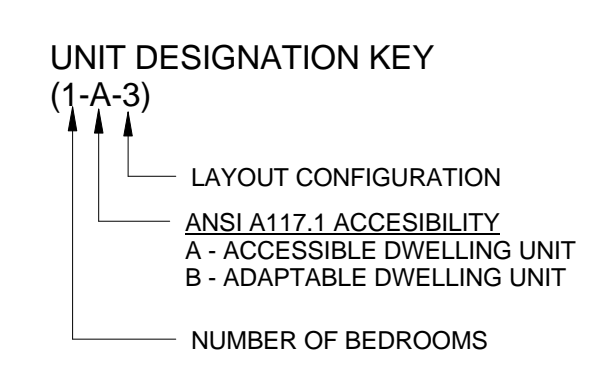 UNIT DESIGNATION KEY
(1-A-3)
LAYOUT CONFIGURATION
ANSI A117.1 ACCESIBILITY
A - ACCESSIBLE DWELLING UNIT
B - ADAPTABLE DWELLING UNIT
NUMBER OF BEDROOMS